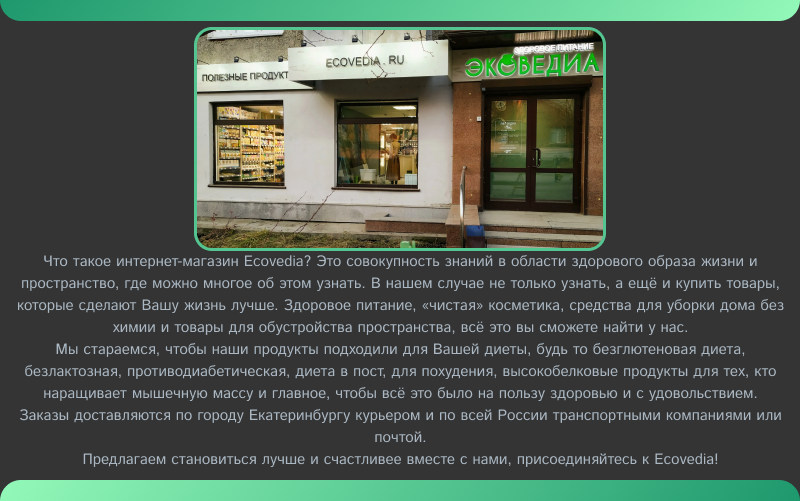 ПОЛЕЗНЫЕ ПРОДУКТ
ECOVEDIA.RU
ЗДОРОВОЕ ПИТАНИЕ
ЭКОВЕДИА
Что такое интернет-магазин Ecovedia? Это совокупность знаний в области здорового образа жизни и
пространство, где можно многое об этом узнать. В нашем случае не только узнать, а ещё и купить товары,
которые сделают Вашу жизнь лучше. Здоровое питание, «чистая» косметика, средства для уборки дома без
химии и товары для обустройства пространства, всё это вы сможете найти у нас.
Мы стараемся, чтобы наши продукты подходили для Вашей диеты, будь то безглютеновая диета,
безлактозная, противодиабетическая, диета в пост, для похудения, высокобелковые продукты для тех, кто
наращивает мышечную массу и главное, чтобы всё это было на пользу здоровью и с удовольствием.
Заказы доставляются по городу Екатеринбургу курьером и по всей России транспортными компаниями или
почтой.
Предлагаем становиться лучше и счастливее вместе с нами, присоединяйтесь к Ecovedia!